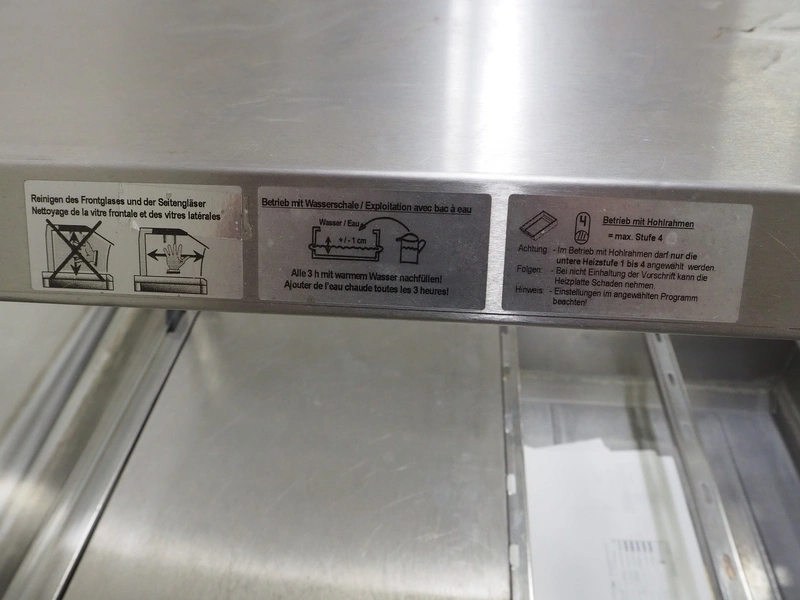 Reinigen des Frontglases und der Seitengläser
Nettoyage de la vitre frontale et des vitres latérales
Betrieb mit Wasserschale / Exploitation avec bac à eau
Wasser / Eau
+ / - 1 cm
Alle 3 h mit warmem Wasser nachfüllen!
Ajouter de l'eau chaude toutes les 3 heures!
4
Betrieb mit Hohlrahmen
= max. Stufe 4
Achtung: - Im Betrieb mit Hohlrahmen darf nur die
untere Heizstufe 1 bis 4 angewählt werden.
Folgen: - Bei nicht Einhaltung der Vorschrift kann die
Heizplatte Schaden nehmen.
Hinweis: - Einstellungen im angewählten Programm
beachten!